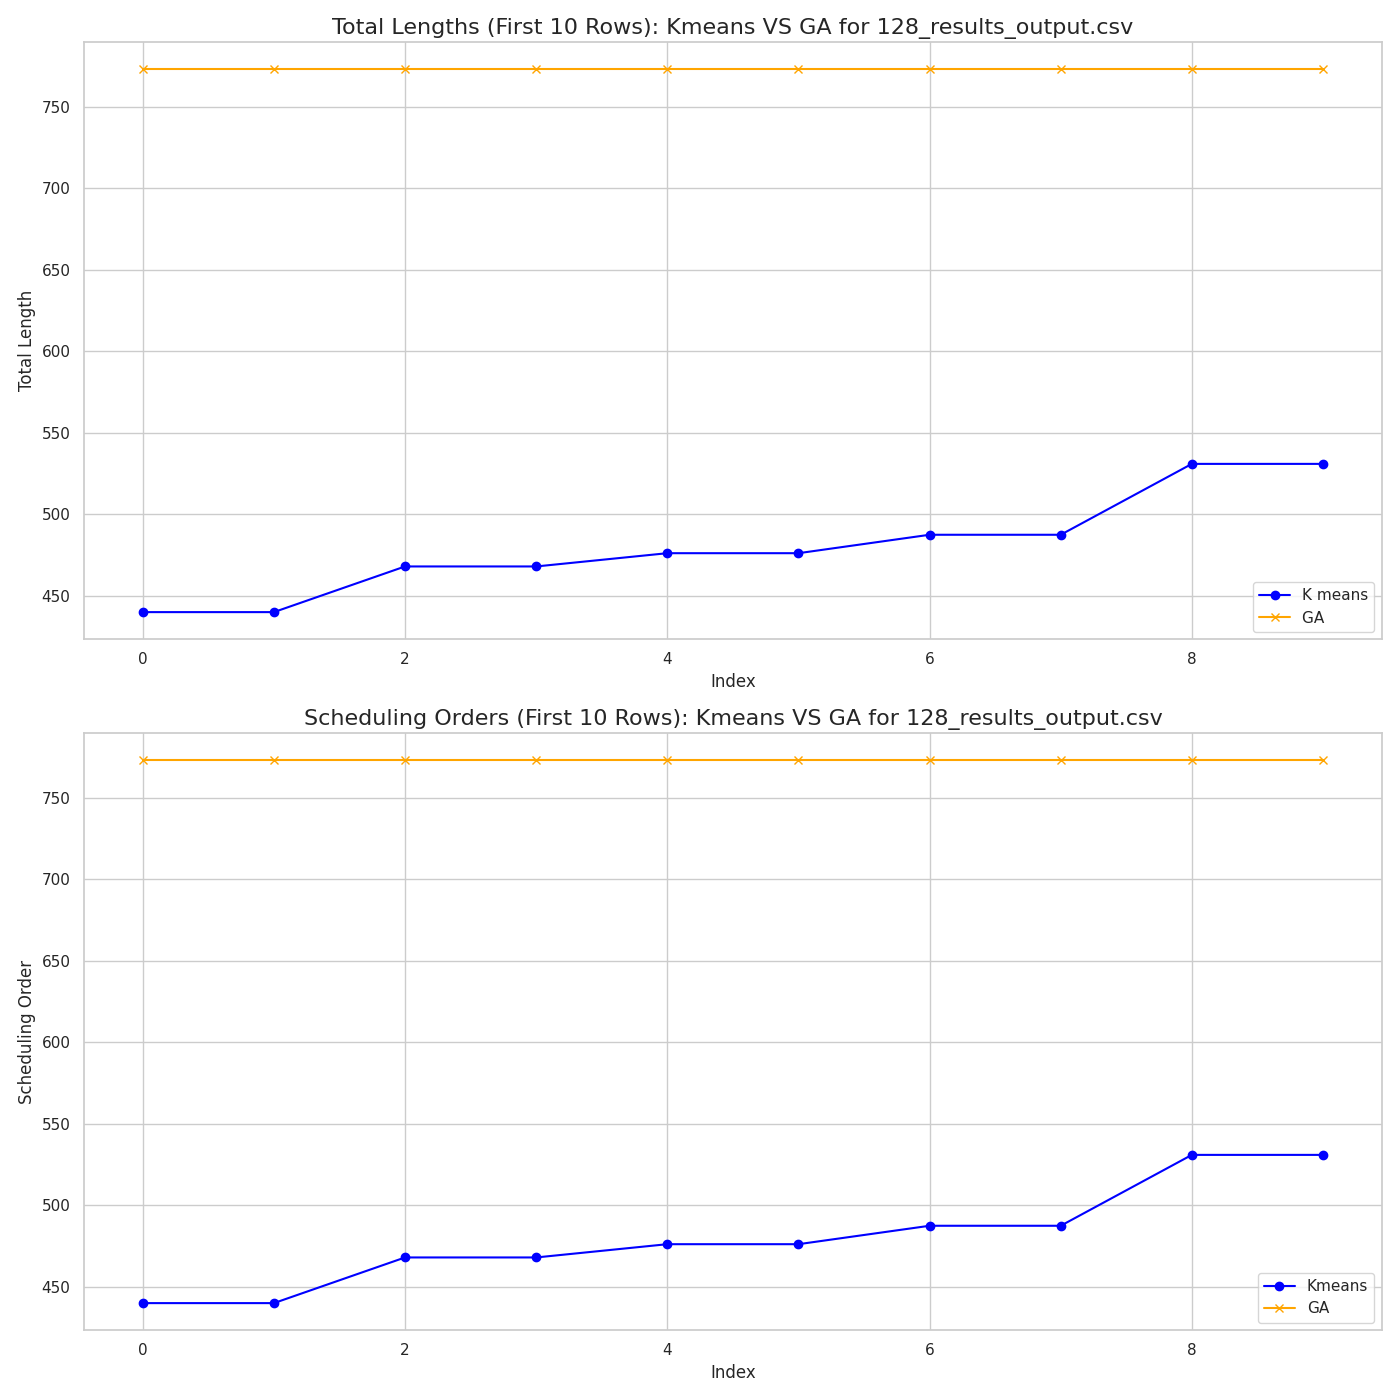 Total Lengths (First 10 Rows): Kmeans VS GA for 128_results_output.csv
750
700
650
600
550
500
450
Total Length
K means
GA
0 2 4 6 8
Index
Scheduling Orders (First 10 Rows): Kmeans VS GA for 128_results_output.csv
750
700
650
600
550
500
450
Scheduling Order
Kmeans
GA
0 2 4 6 8
Index